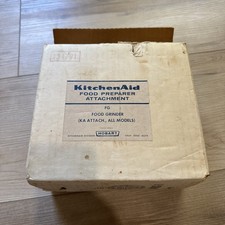 KitchenAid
FOOD PREPARER
ATTACHMENT
FG
FOOD GRINDER
(KA ATTACH., ALL MODELS)
HOBART